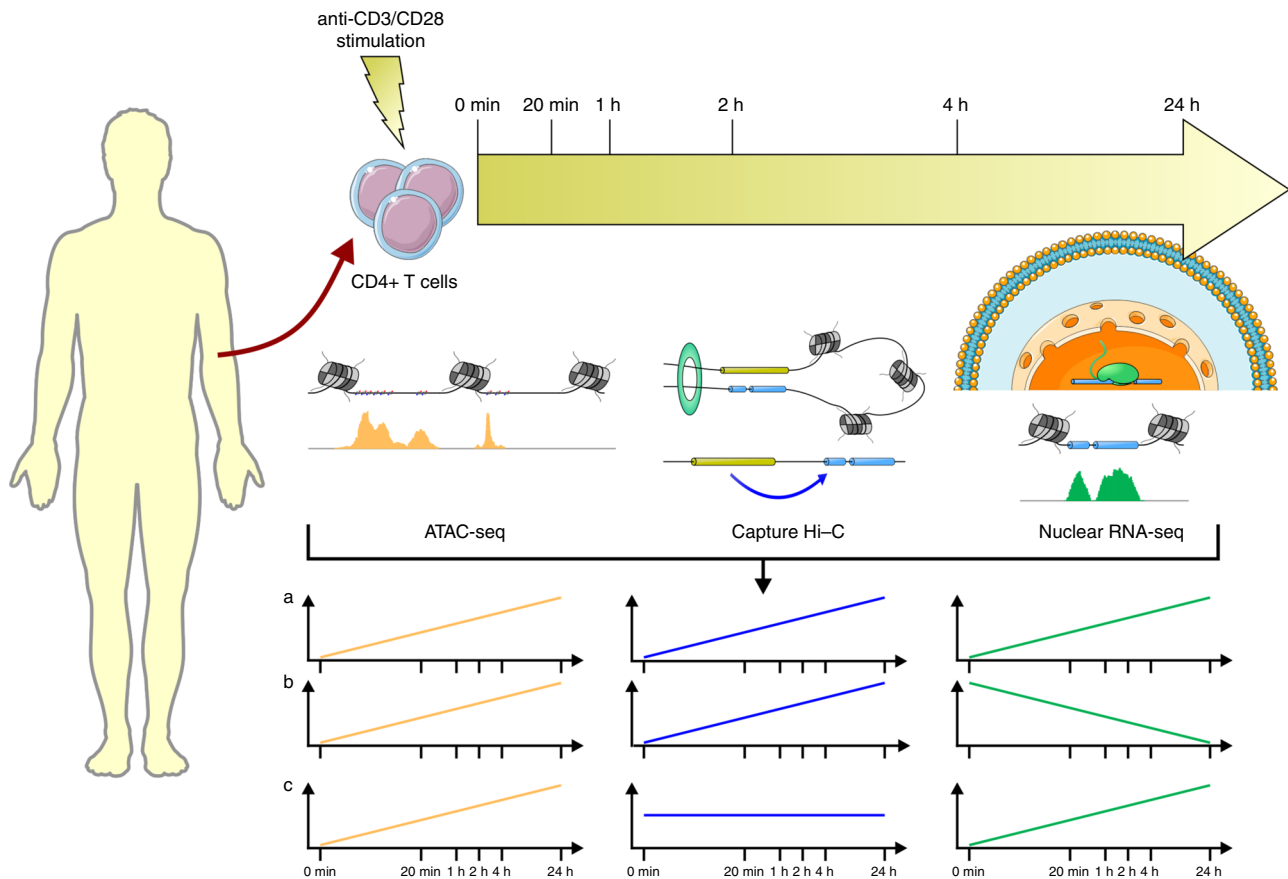 anti-CD3/CD28
stimulation
0 min 20 min 1 h 2 h 4 h 24 h
CD4+ T cells
ATAC-seq Capture Hi–C Nuclear RNA-seq
a
b
c
0 min 20 min 1 h 2 h 4 h 24 h 0 min 20 min 1 h 2 h 4 h 24 h 0 min 20 min 1 h 2 h 4 h 24 h